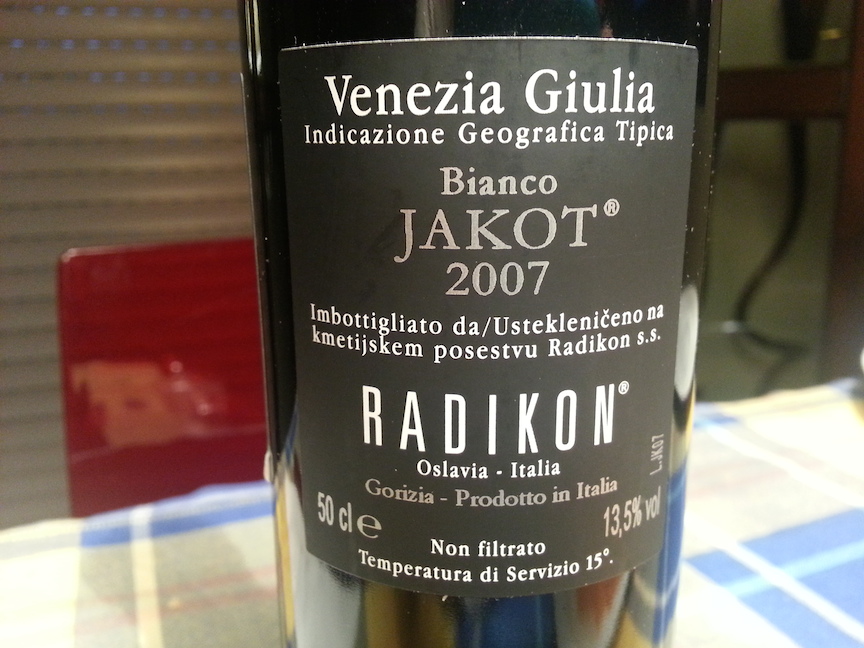 Venezia Giulia
Indicazione Geografica Tipica
Bianco
JAKOT®
2007
Imbottigliato da/Ustekleničeno na
kmetijskem posestvu Radikon s.s.
RADIKON®
Oslavia - Italia
Gorizia - Prodotto in Italia
50 cl e
13,5% vol
L.JK07
Non filtrato
Temperatura di Servizio 15°.